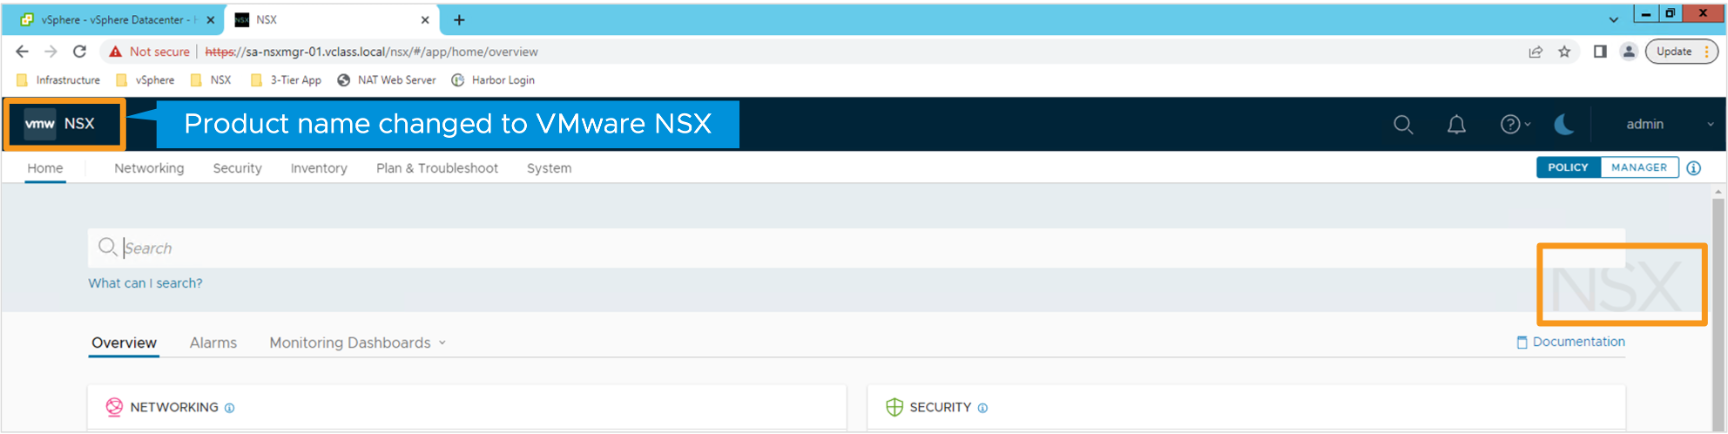 vSphere - vSphere Datacenter -
NSX
Update
Not secure
https://sa-nsxmgr-01.vclass.local/nsx/#/app/home/overview
Infrastructure
vSphere
NSX
3-Tier App
NAT Web Server
Harbor Login
vmw NSX
Product name changed to VMware NSX
admin
Home
Networking
Security
Inventory
Plan & Troubleshoot
System
POLICY
MANAGER
Search
What can I search?
NSX
Overview
Alarms
Monitoring Dashboards
Documentation
NETWORKING
SECURITY